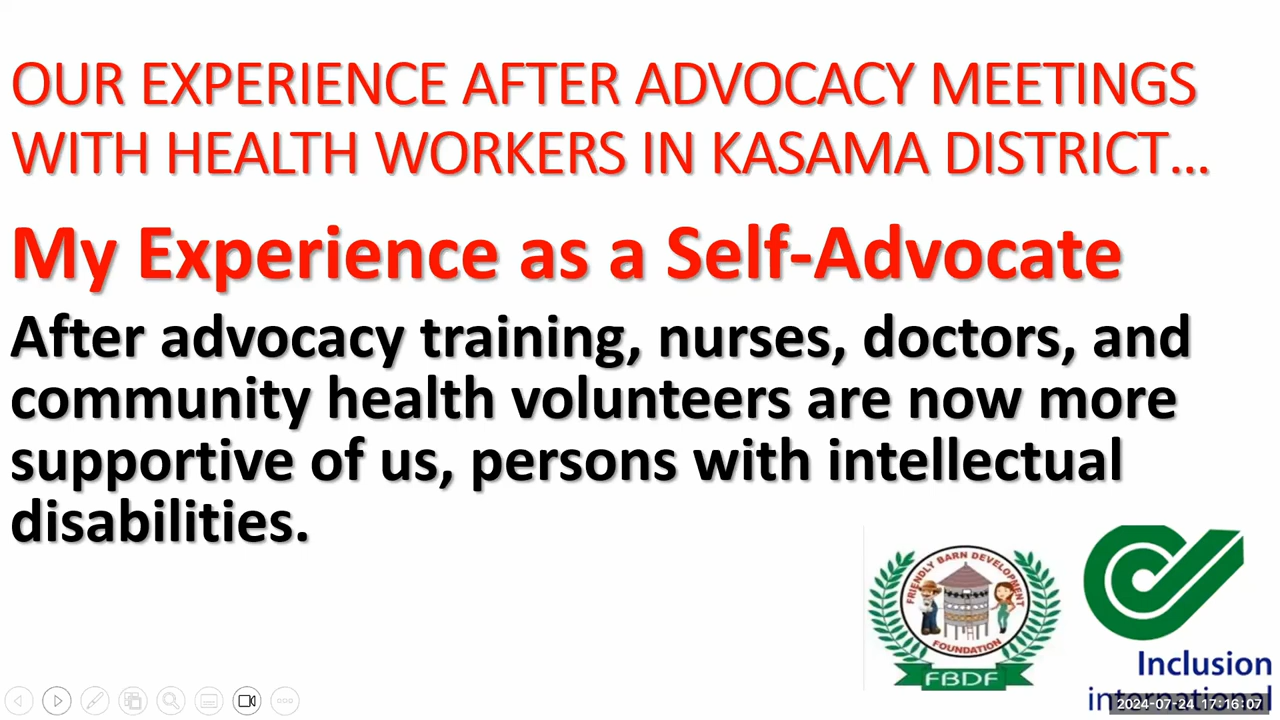 OUR EXPERIENCE AFTER ADVOCACY MEETINGS
WITH HEALTH WORKERS IN KASAMA DISTRICT...
My Experience as a Self-Advocate
After advocacy training, nurses, doctors, and
community health volunteers are now more
supportive of us, persons with intellectual
disabilities.
FRIENDLY BARN DEVELOPMENT
FOUNDATION
FBDF
Inclusion
international
2024-07-24 17:16:07